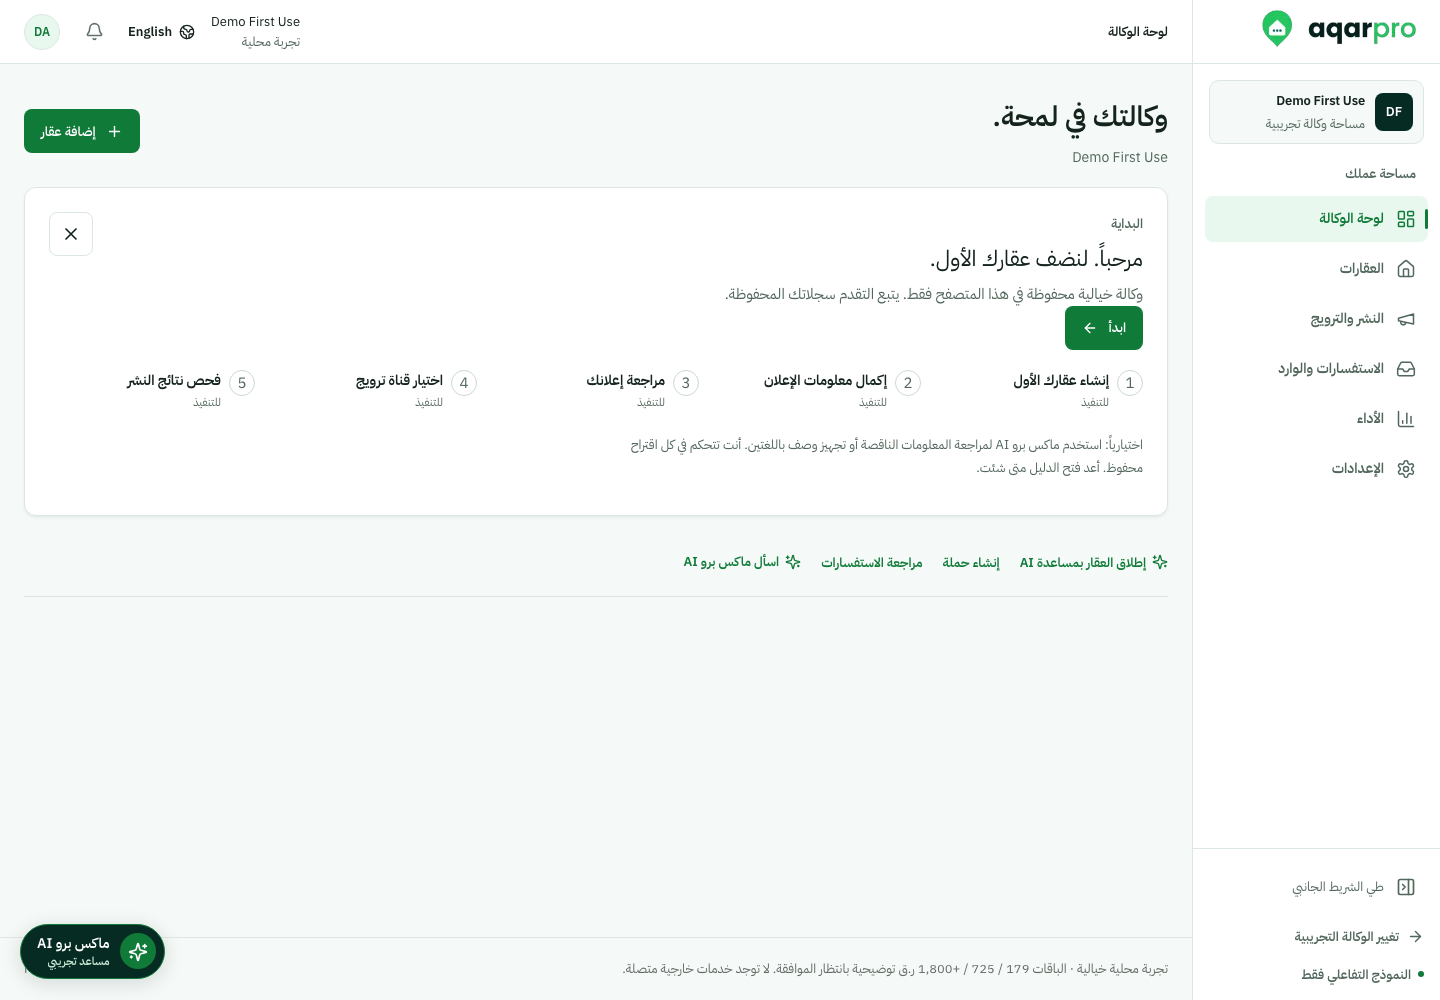 aqarpro
DF
Demo First Use
مساحة وكالة تجريبية
مساحة عملك
لوحة الوكالة
العقارات
النشر والترويج
الاستفسارات والوارد
الأداء
الإعدادات
طي الشريط الجانبي
تغيير الوكالة التجريبية
النموذج التفاعلي فقط
لوحة الوكالة
Demo First Use
تجربة محلية
English
DA
وكالتك في لمحة.
Demo First Use
إضافة عقار
البداية
مرحباً. لنضف عقارك الأول.
وكالة خيالية محفوظة في هذا المتصفح فقط. يتبع التقدم سجلاتك المحفوظة.
ابدأ
1 إنشاء عقارك الأول
للتنفيذ
2 إكمال معلومات الإعلان
للتنفيذ
3 مراجعة إعلانك
للتنفيذ
4 اختيار قناة ترويج
للتنفيذ
5 فحص نتائج النشر
للتنفيذ
اختيارياً: استخدم ماكس برو AI لمراجعة المعلومات الناقصة أو تجهيز وصف باللغتين. أنت تتحكم في كل اقتراح
محفوظ. أعد فتح الدليل متى شئت.
إطلاق العقار بمساعدة AI
إنشاء حملة
مراجعة الاستفسارات
اسأل ماكس برو AI
تجربة محلية خيالية · الباقات 179 / 725 / +1,800 ر.ق توضيحية بانتظار الموافقة. لا توجد خدمات خارجية متصلة.
ماكس برو AI
مساعد تجريبي